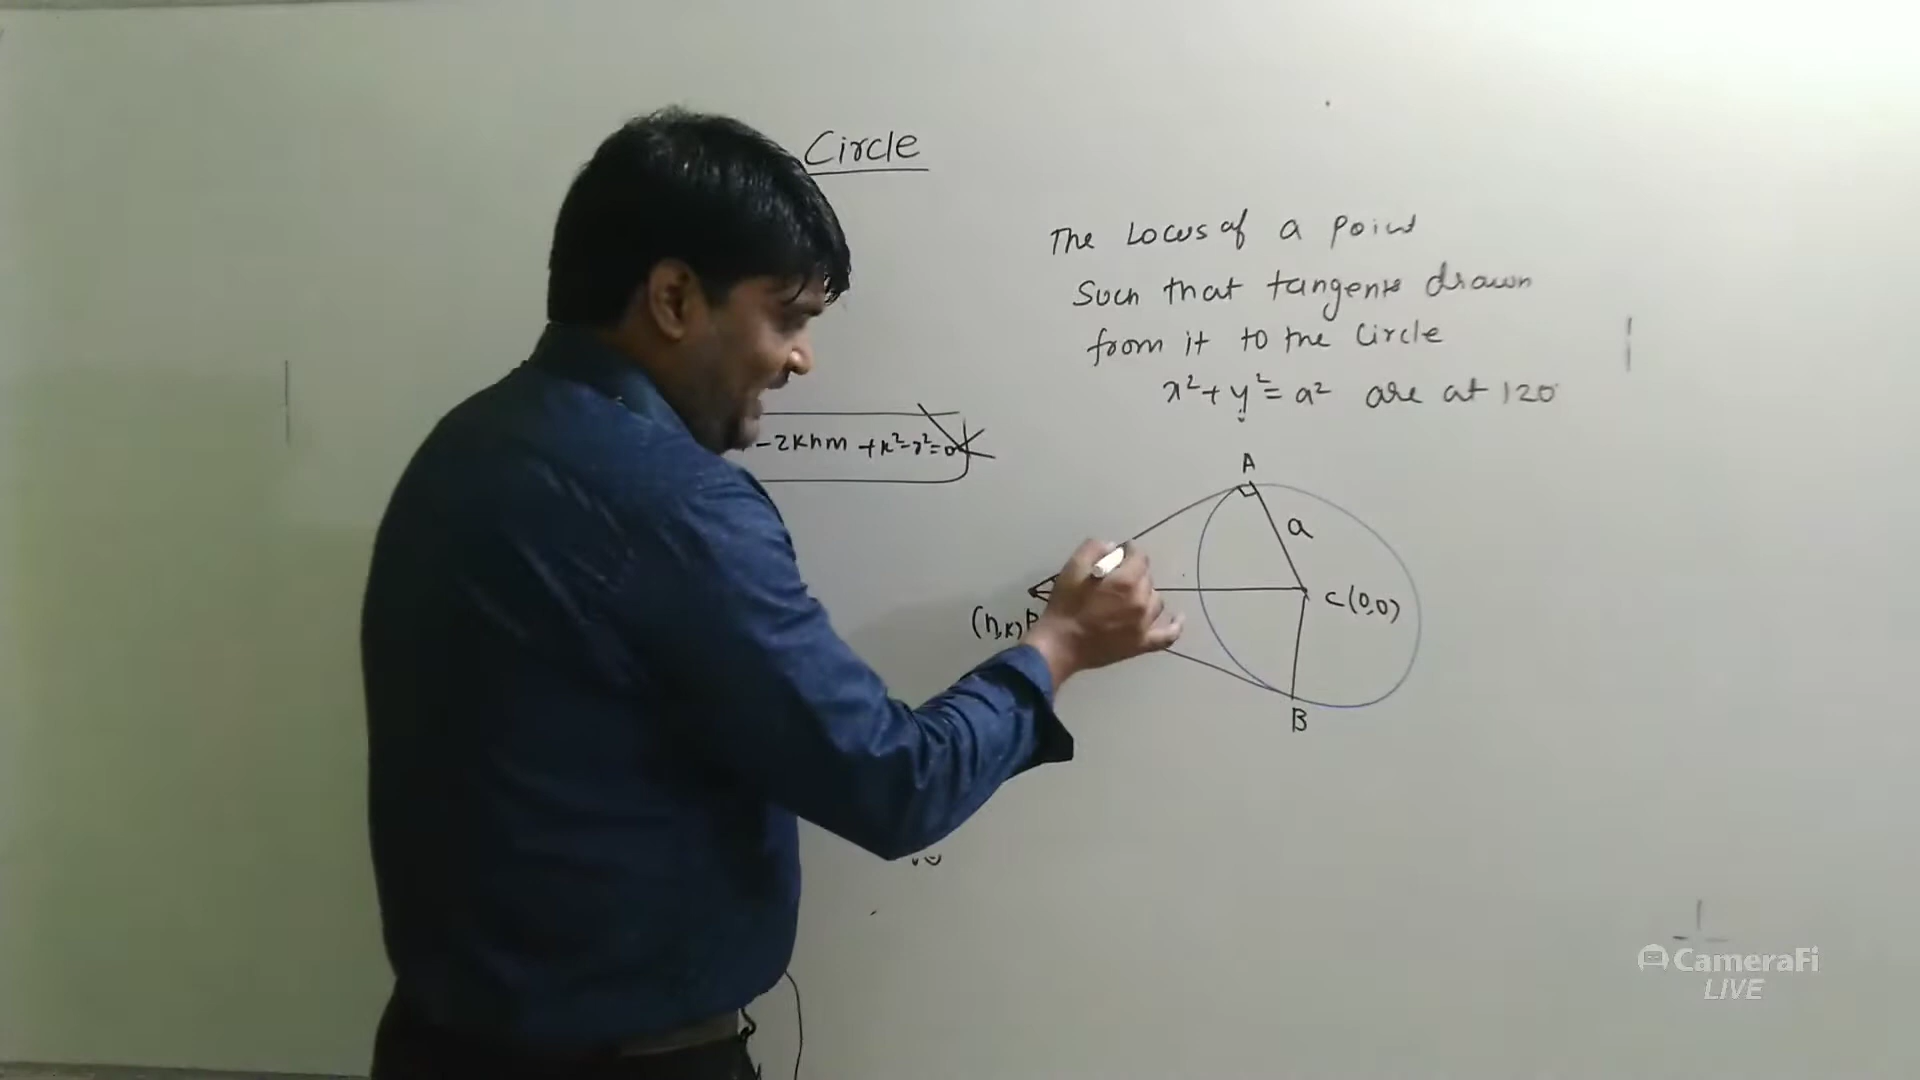 Circle
The Locus of a Point
Such that tangents drawn
from it to the Circle
x²+y²=a² are at 120
-2khm +k²-r²=0
A
a
C(0,0)
(h,k) P
B
CameraFi
LIVE